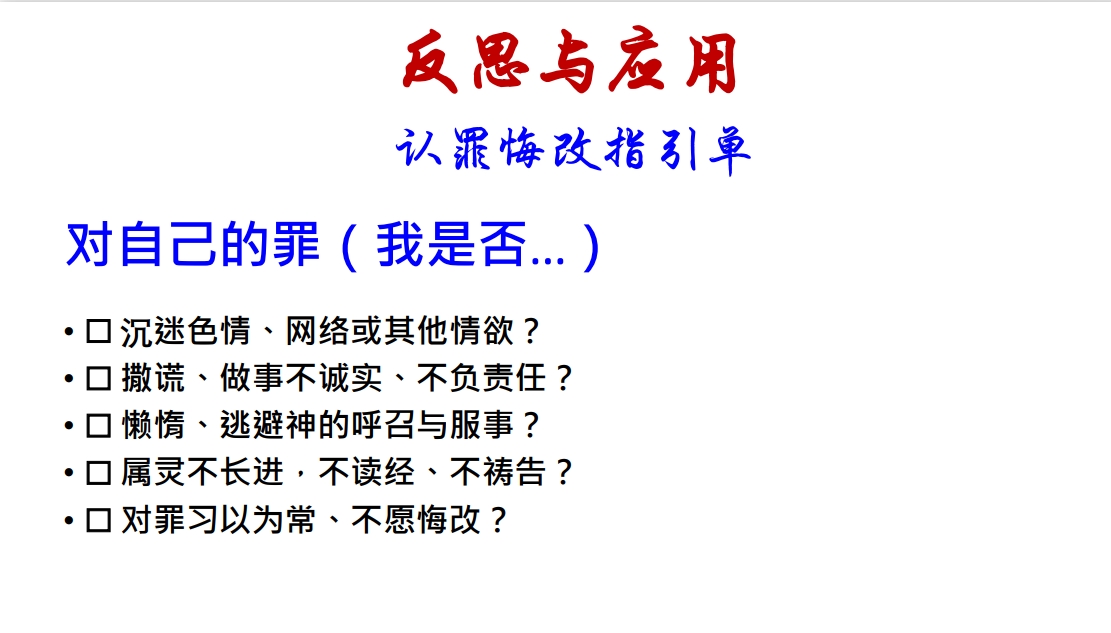 反思与应用
认罪悔改指引单
对自己的罪（我是否...）
• □ 沉迷色情、网络或其他情欲？
• □ 撒谎、做事不诚实、不负责任？
• □ 懒惰、逃避神的呼召与服事？
• □ 属灵不长进，不读经、不祷告？
• □ 对罪习以为常、不愿悔改？